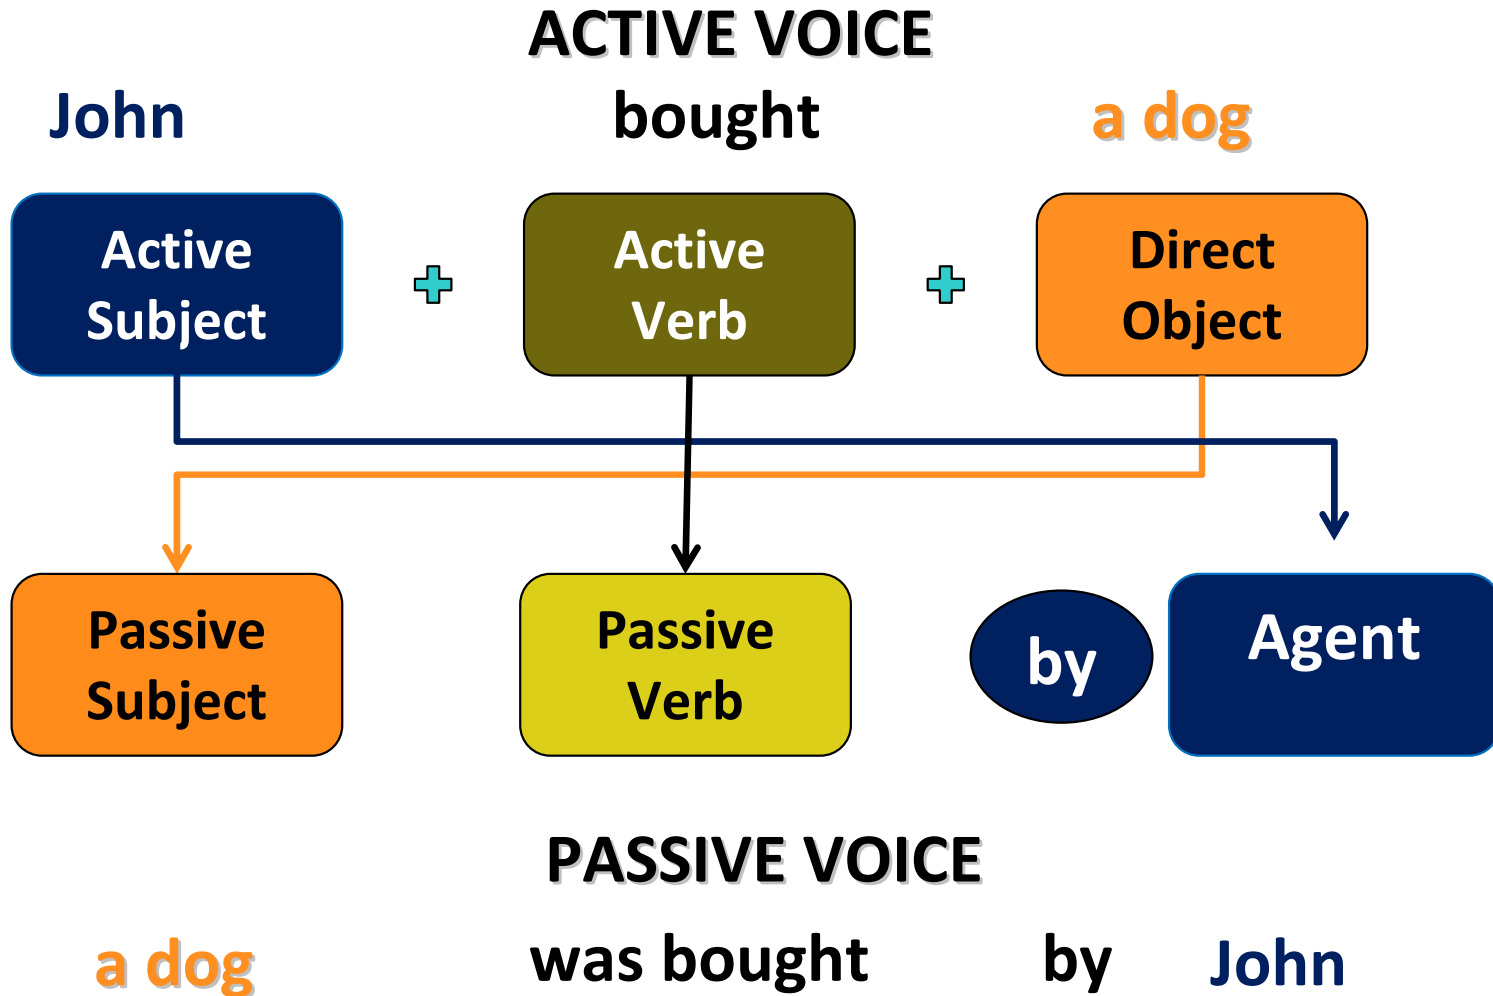 ACTIVE VOICE
John bought a dog
Active Subject
Active Verb
Direct Object
Passive Subject
Passive Verb
by
Agent
PASSIVE VOICE
a dog was bought by John